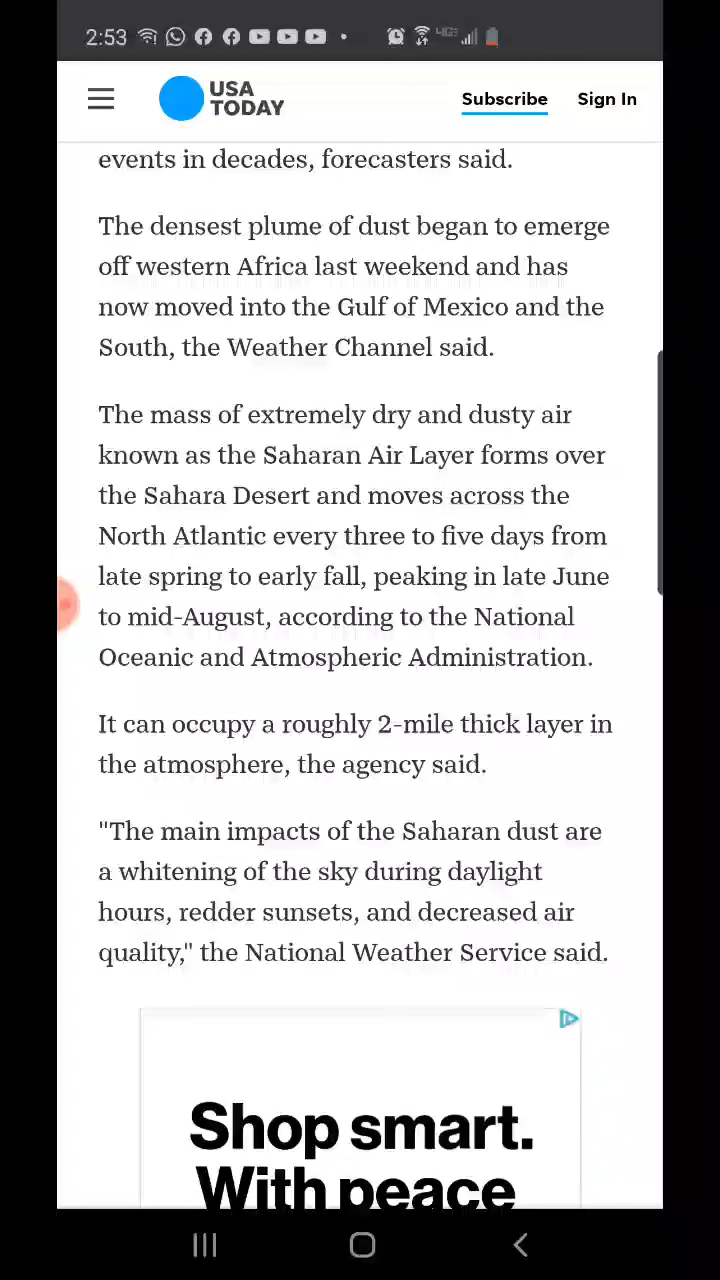 2:53
USA
TODAY
Subscribe
Sign In
events in decades, forecasters said.
The densest plume of dust began to emerge
off western Africa last weekend and has
now moved into the Gulf of Mexico and the
South, the Weather Channel said.
The mass of extremely dry and dusty air
known as the Saharan Air Layer forms over
the Sahara Desert and moves across the
North Atlantic every three to five days from
late spring to early fall, peaking in late June
to mid-August, according to the National
Oceanic and Atmospheric Administration.
It can occupy a roughly 2-mile thick layer in
the atmosphere, the agency said.
"The main impacts of the Saharan dust are
a whitening of the sky during daylight
hours, redder sunsets, and decreased air
quality," the National Weather Service said.
Shop smart.
With peace